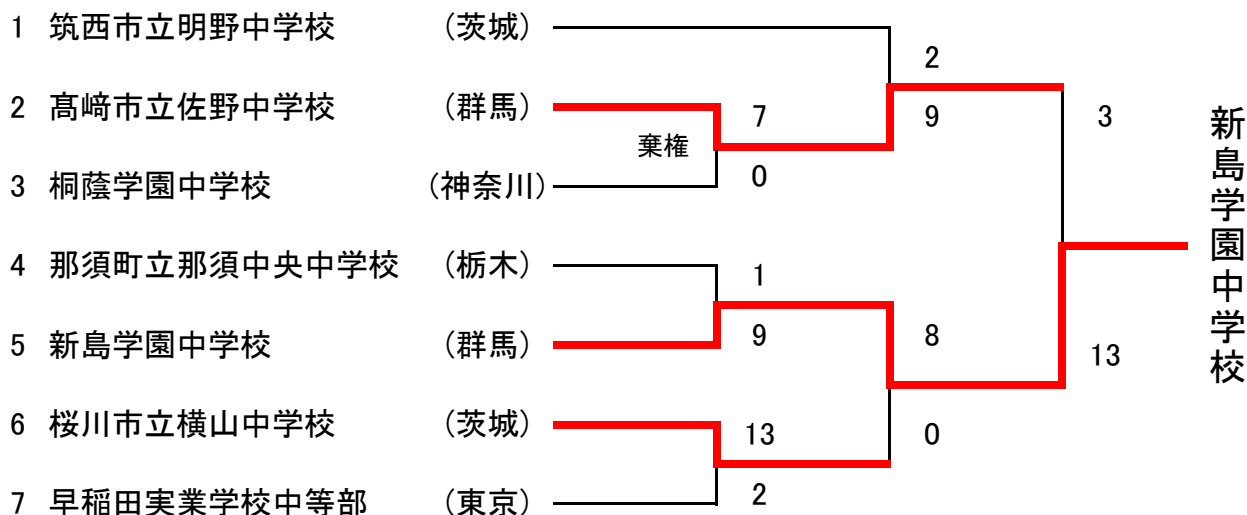 1 筑西市立明野中学校 (茨城)
2
2 髙﨑市立佐野中学校 (群馬) 7 9 3
棄権
3 桐蔭学園中学校 (神奈川) 0
新島学園中学校
4 那須町立那須中央中学校 (栃木) 1
5 新島学園中学校 (群馬) 9 8 13
6 桜川市立横山中学校 (茨城) 13 0
7 早稲田実業学校中等部 (東京) 2